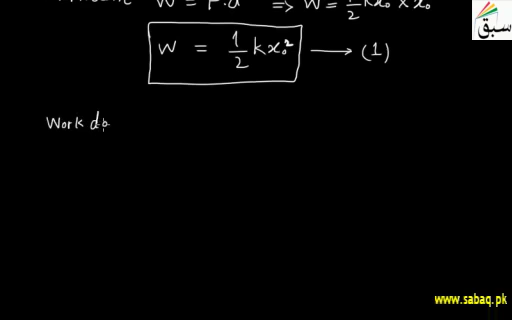 W = F.d ⇒ W = 1/2 kx₀ × x₀
سبق
W = 1/2 kx₀² → (1)
Work do
www.sabaq.pk